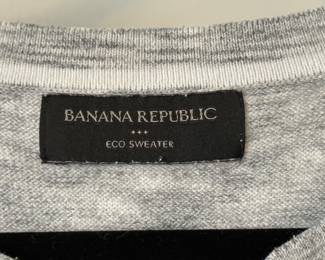 BANANA REPUBLIC
+++
ECO SWEATER